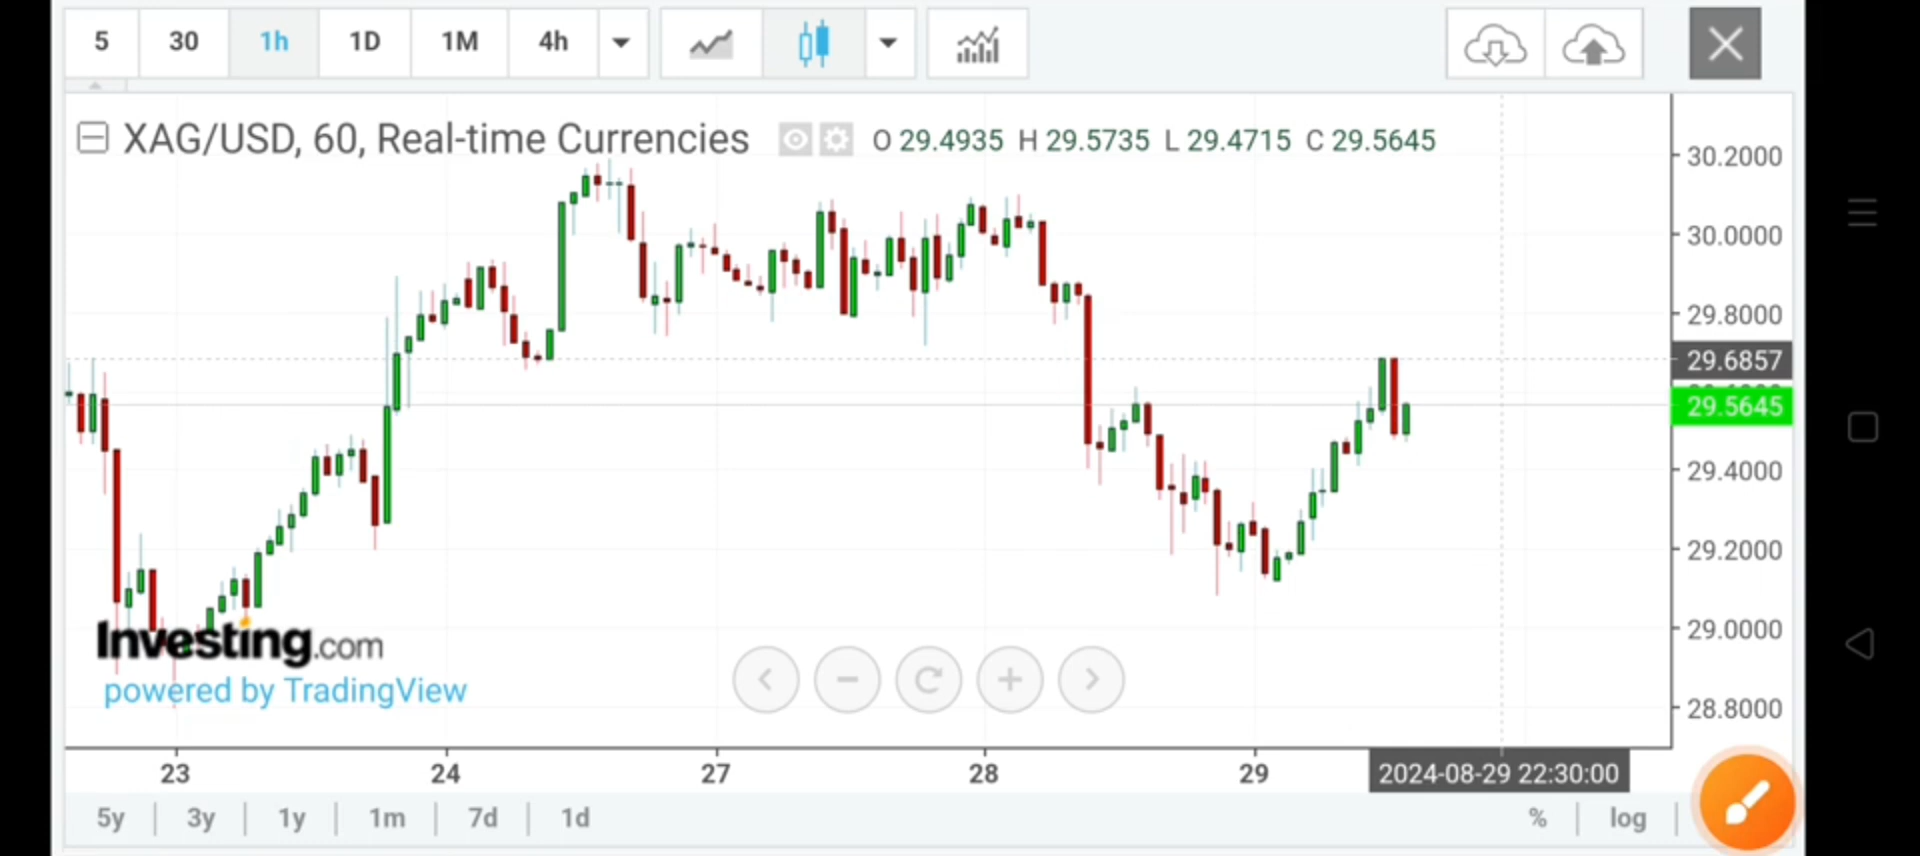 5 30 1h 1D 1M 4h
XAG/USD, 60, Real-time Currencies O 29.4935 H 29.5735 L 29.4715 C 29.5645
30.2000
30.0000
29.8000
29.6857
29.5645
29.4000
29.2000
29.0000
28.8000
Investing.com
powered by TradingView
23 24 27 28 29 2024-08-29 22:30:00
5y 3y 1y 1m 7d 1d % log